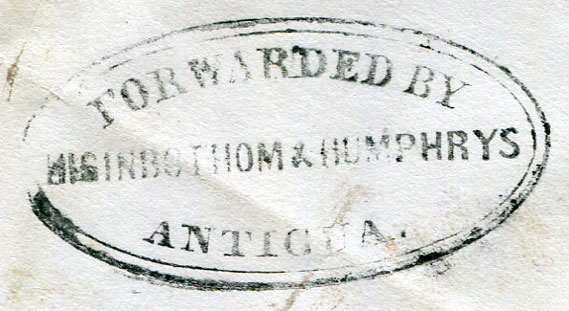 FORWARDED BY
HIGINBOTHOM & HUMPHRYS
ANTIGUA.